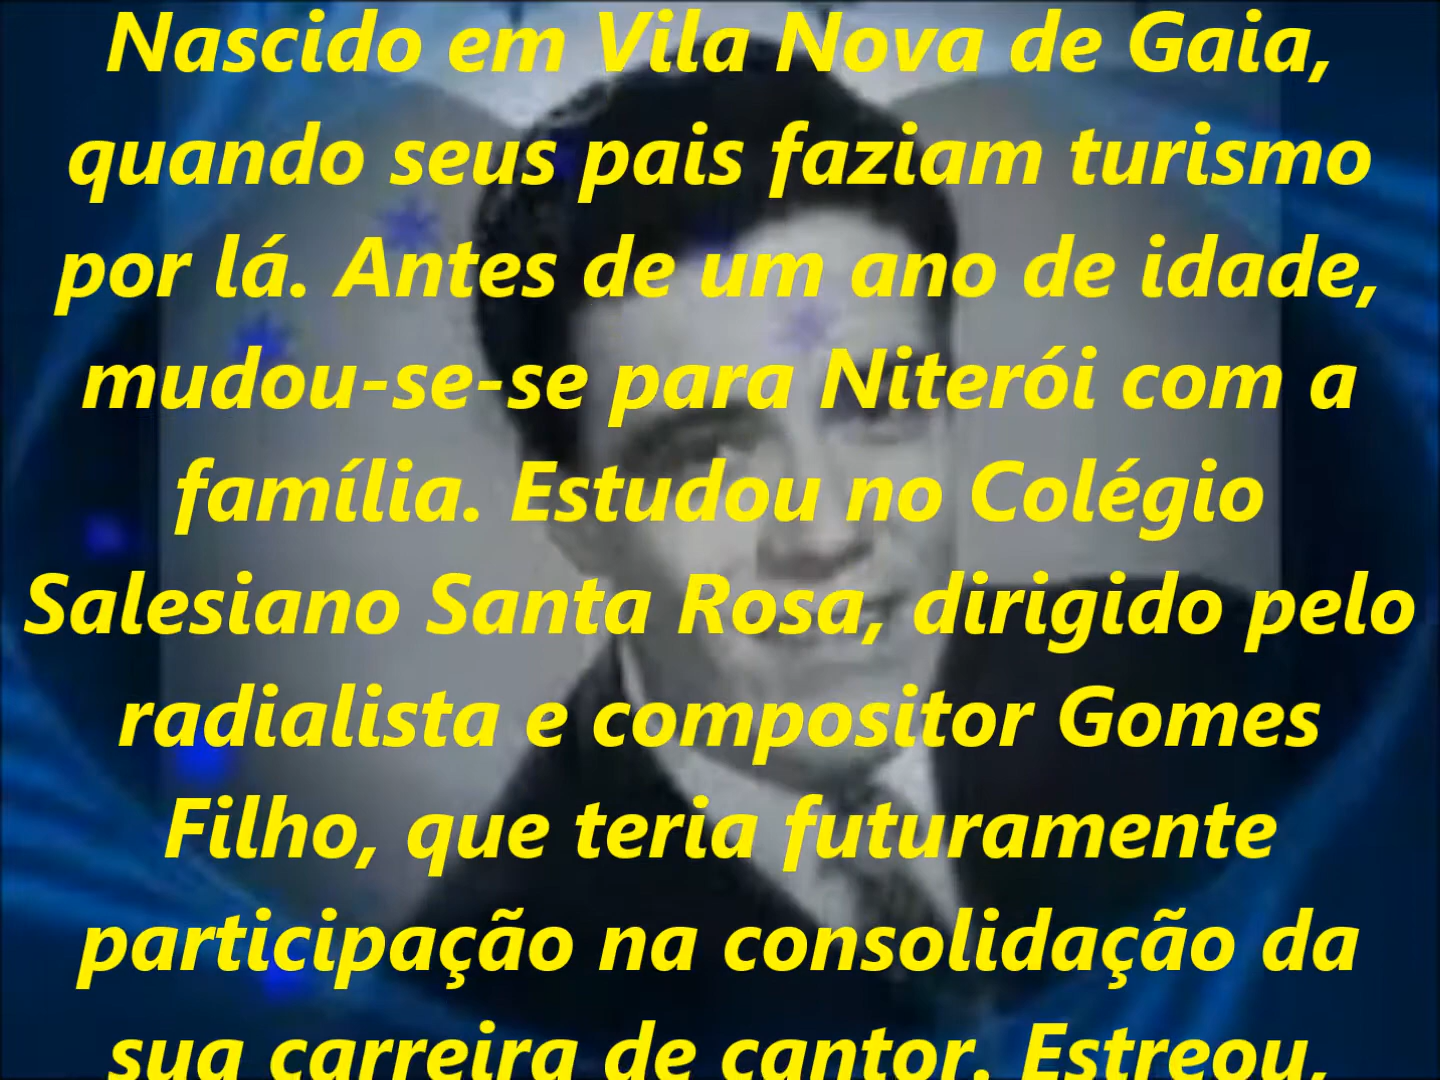 Nascido em Vila Nova de Gaia,
quando seus pais faziam turismo
por lá. Antes de um ano de idade,
mudou-se-se para Niterói com a
família. Estudou no Colégio
Salesiano Santa Rosa, dirigido pelo
radialista e compositor Gomes
Filho, que teria futuramente
participação na consolidação da
sua carreira de cantor. Estreou,